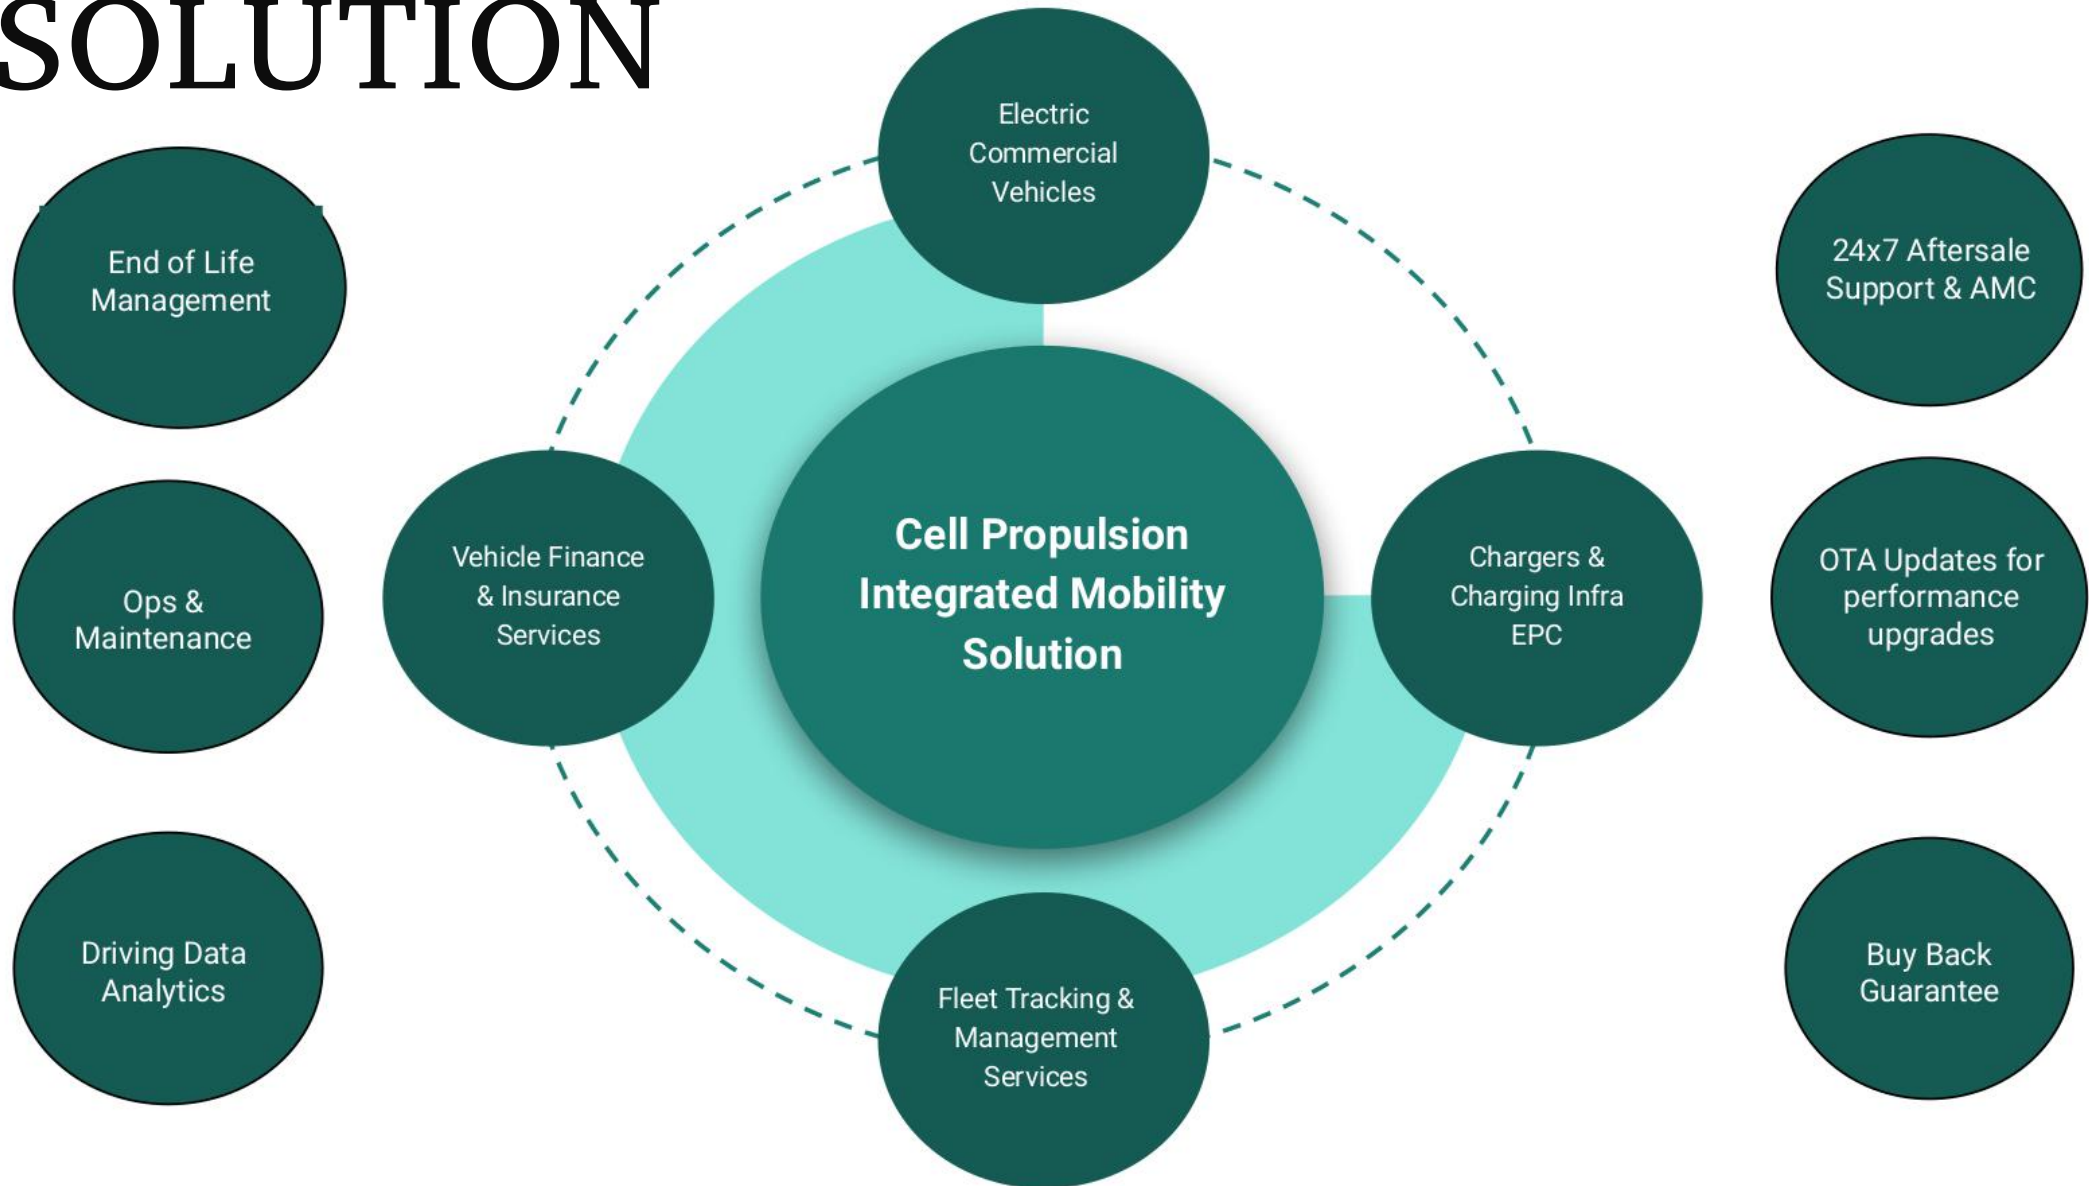 SOLUTION
Electric
Commercial
Vehicles
End of Life
Management
24x7 Aftersale
Support & AMC
Cell Propulsion
Integrated Mobility
Solution
Vehicle Finance
& Insurance
Services
Chargers &
Charging Infra
EPC
Ops &
Maintenance
OTA Updates for
performance
upgrades
Driving Data
Analytics
Fleet Tracking &
Management
Services
Buy Back
Guarantee